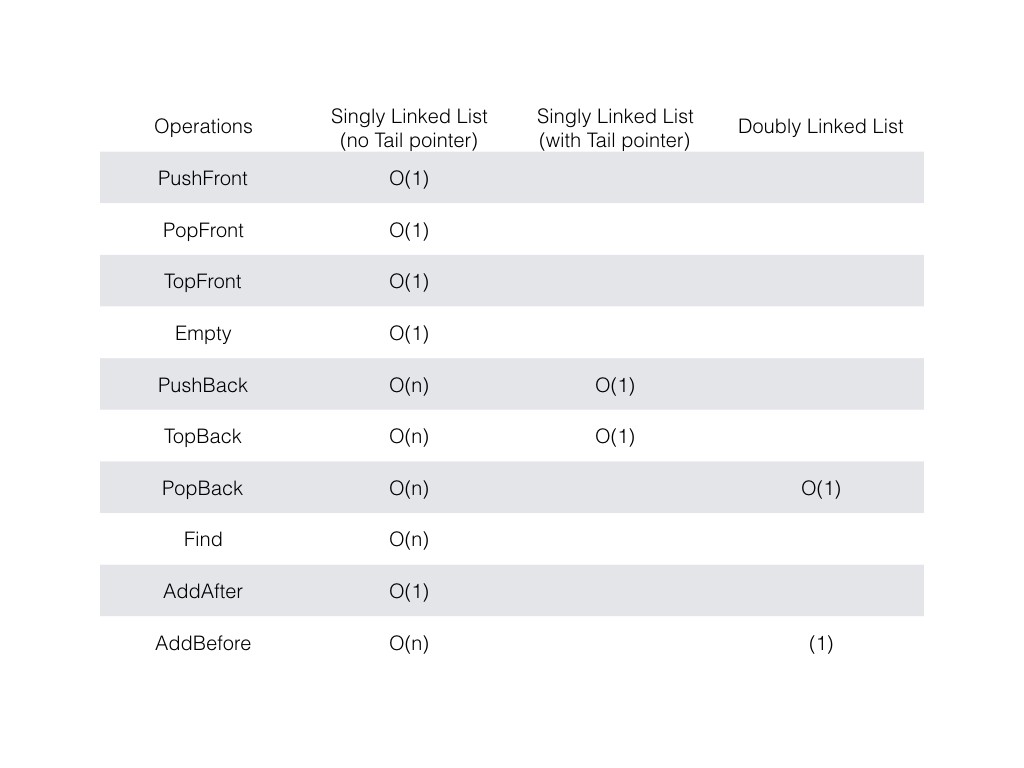 Operations Singly Linked List (no Tail pointer) Singly Linked List (with Tail pointer) Doubly Linked List
PushFront O(1)
PopFront O(1)
TopFront O(1)
Empty O(1)
PushBack O(n) O(1)
TopBack O(n) O(1)
PopBack O(n) O(1)
Find O(n)
AddAfter O(1)
AddBefore O(n) (1)